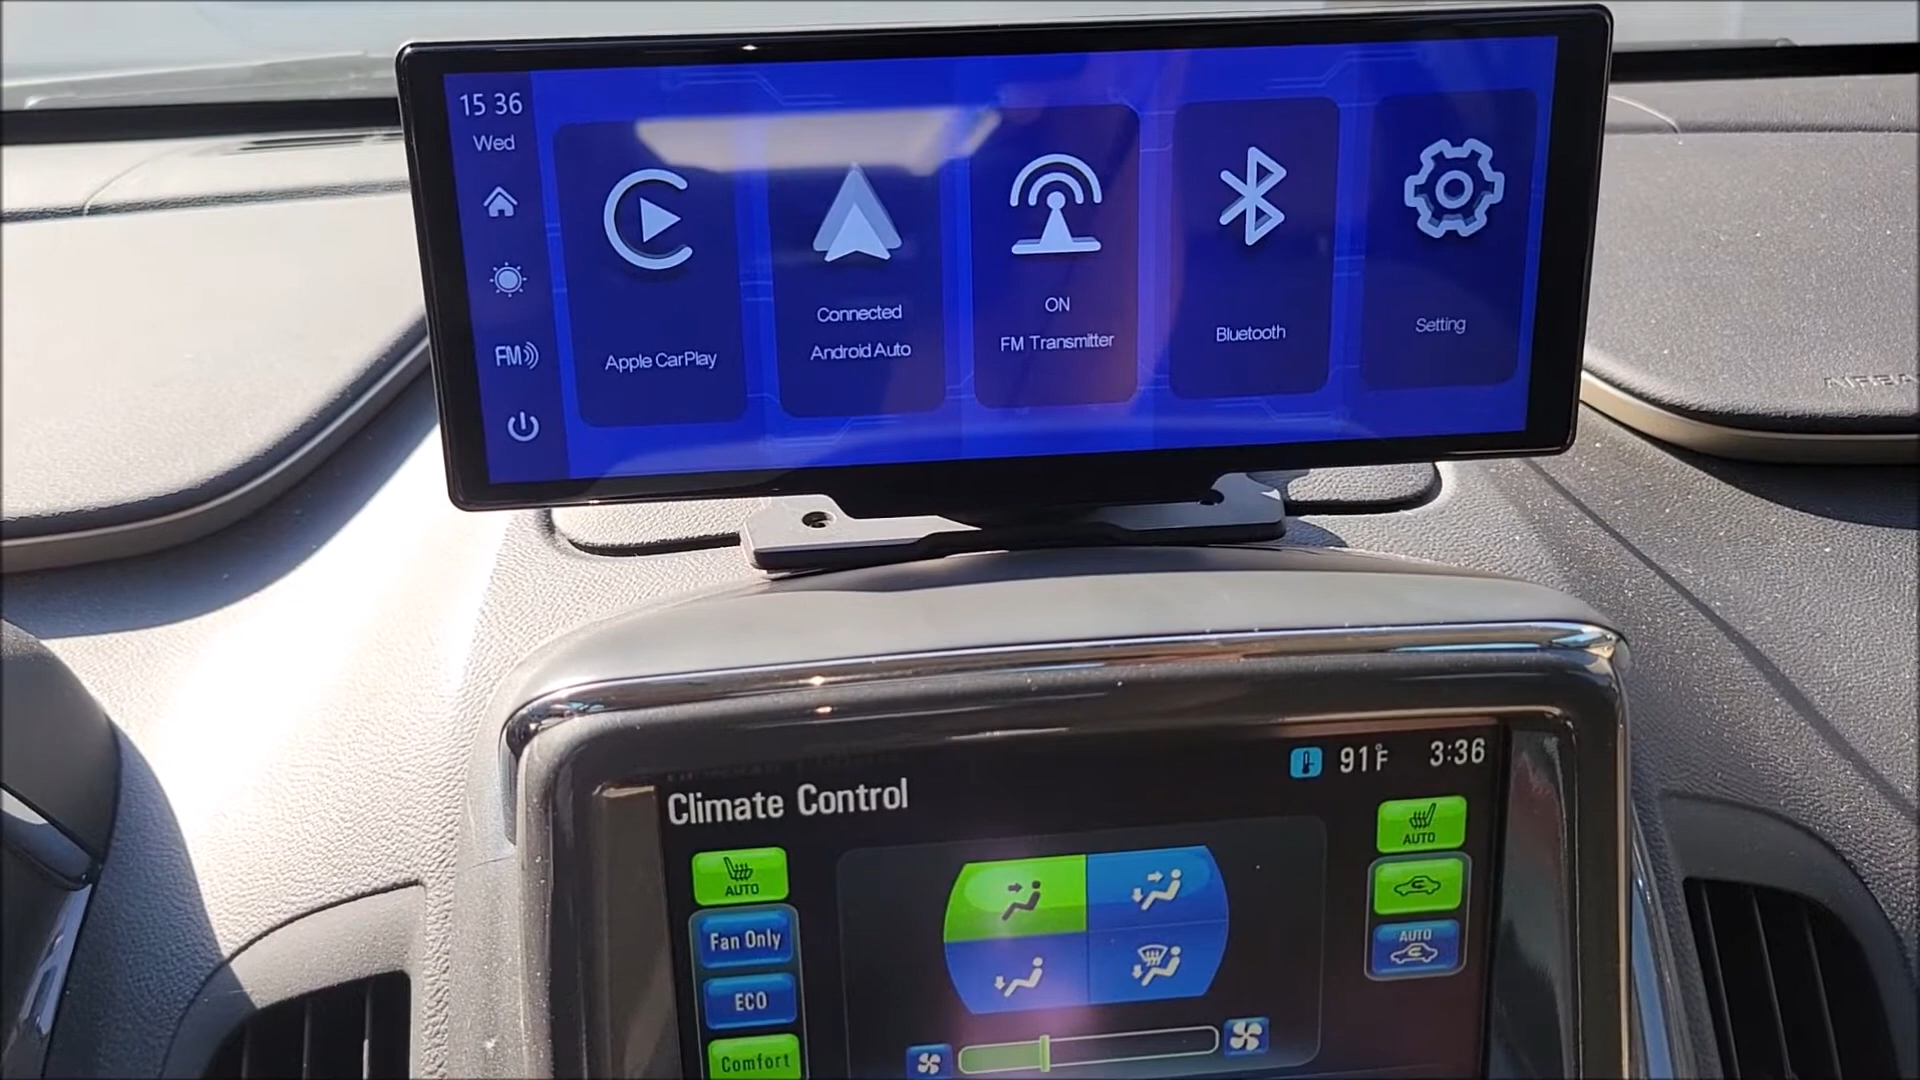 15 36
Wed
FM
Apple CarPlay
Connected
Android Auto
ON
FM Transmitter
Bluetooth
Setting
91°F
3:36
Climate Control
AUTO
Fan Only
ECO
Comfort
AUTO
AUTO